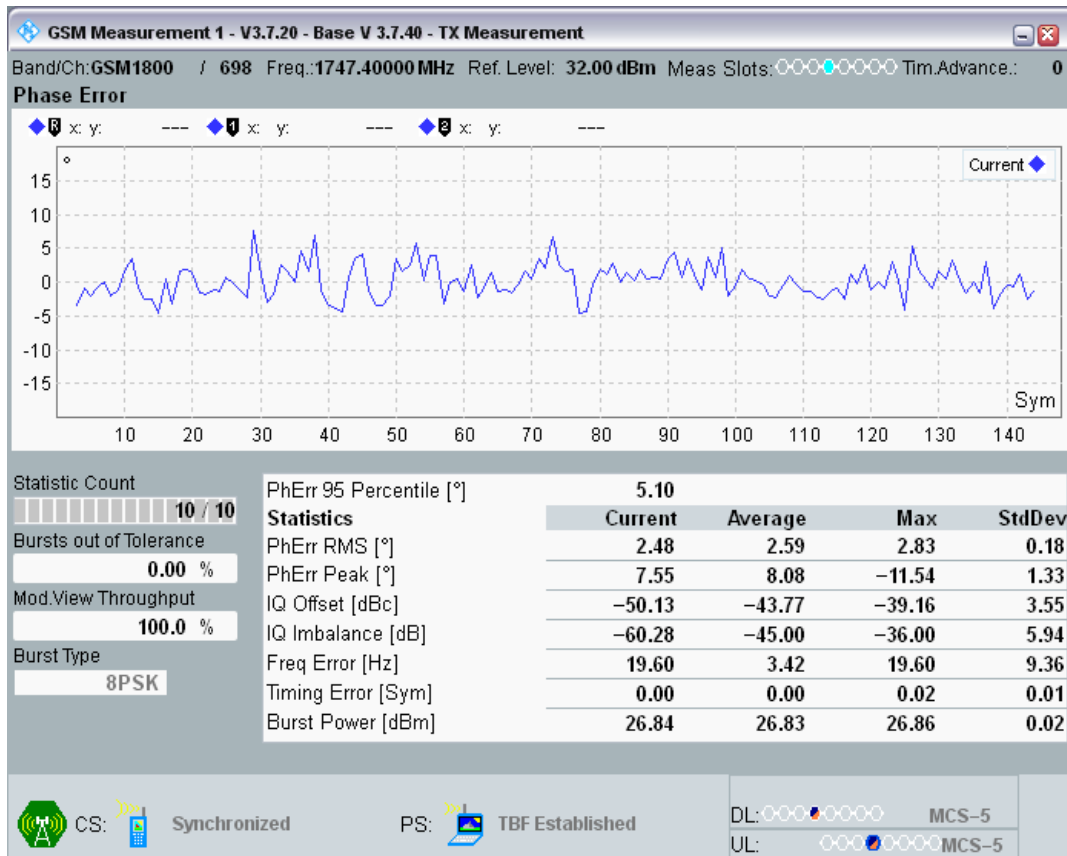 GSM Measurement 1 - V3.7.20 - Base V 3.7.40 - TX Measurement
Band/Ch:GSM1800 / 698 Freq.:1747.40000 MHz Ref. Level: 32.00 dBm Meas Slots: Tim.Advance.: 0
Phase Error
R x: y: --- 1 x: y: --- 2 x: y: ---
°
Current
15
10
5
0
-5
-10
-15
Sym
10 20 30 40 50 60 70 80 90 100 110 120 130 140
Statistic Count
10 / 10
Bursts out of Tolerance
0.00 %
Mod.View Throughput
100.0 %
Burst Type
8PSK
PhErr 95 Percentile [°] 5.10
Statistics Current Average Max StdDev
PhErr RMS [°] 2.48 2.59 2.83 0.18
PhErr Peak [°] 7.55 8.08 −11.54 1.33
IQ Offset [dBc] −50.13 −43.77 −39.16 3.55
IQ Imbalance [dB] −60.28 −45.00 −36.00 5.94
Freq Error [Hz] 19.60 3.42 19.60 9.36
Timing Error [Sym] 0.00 0.00 0.02 0.01
Burst Power [dBm] 26.84 26.83 26.86 0.02
CS: Synchronized PS: TBF Established
DL: MCS−5
UL: MCS−5